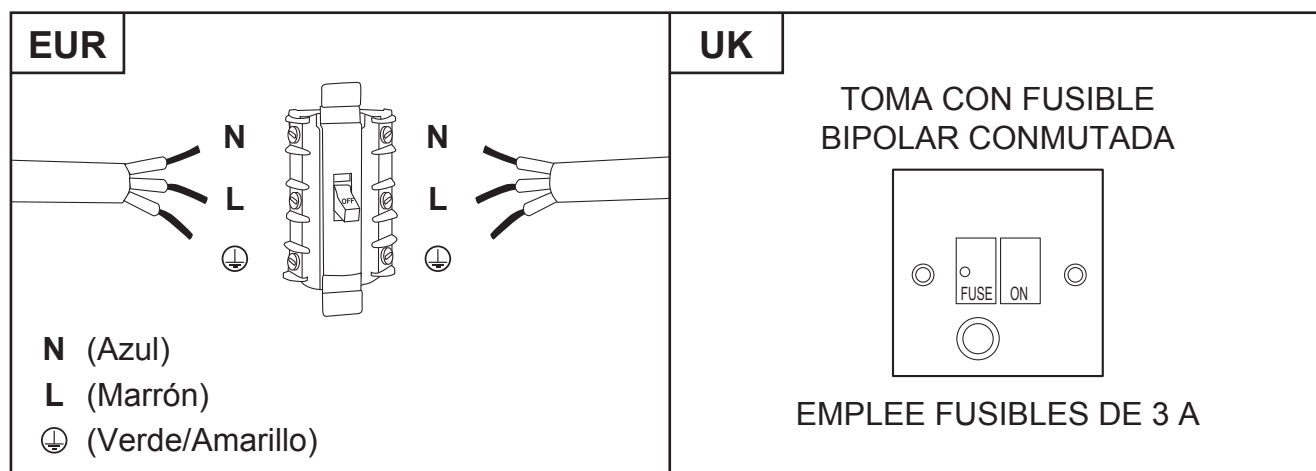 EUR
N
L
N
L
OFF
N (Azul)
L (Marrón)
(Verde/Amarillo)
UK
TOMA CON FUSIBLE
BIPOLAR CONMUTADA
FUSE ON
EMPLEE FUSIBLES DE 3 A